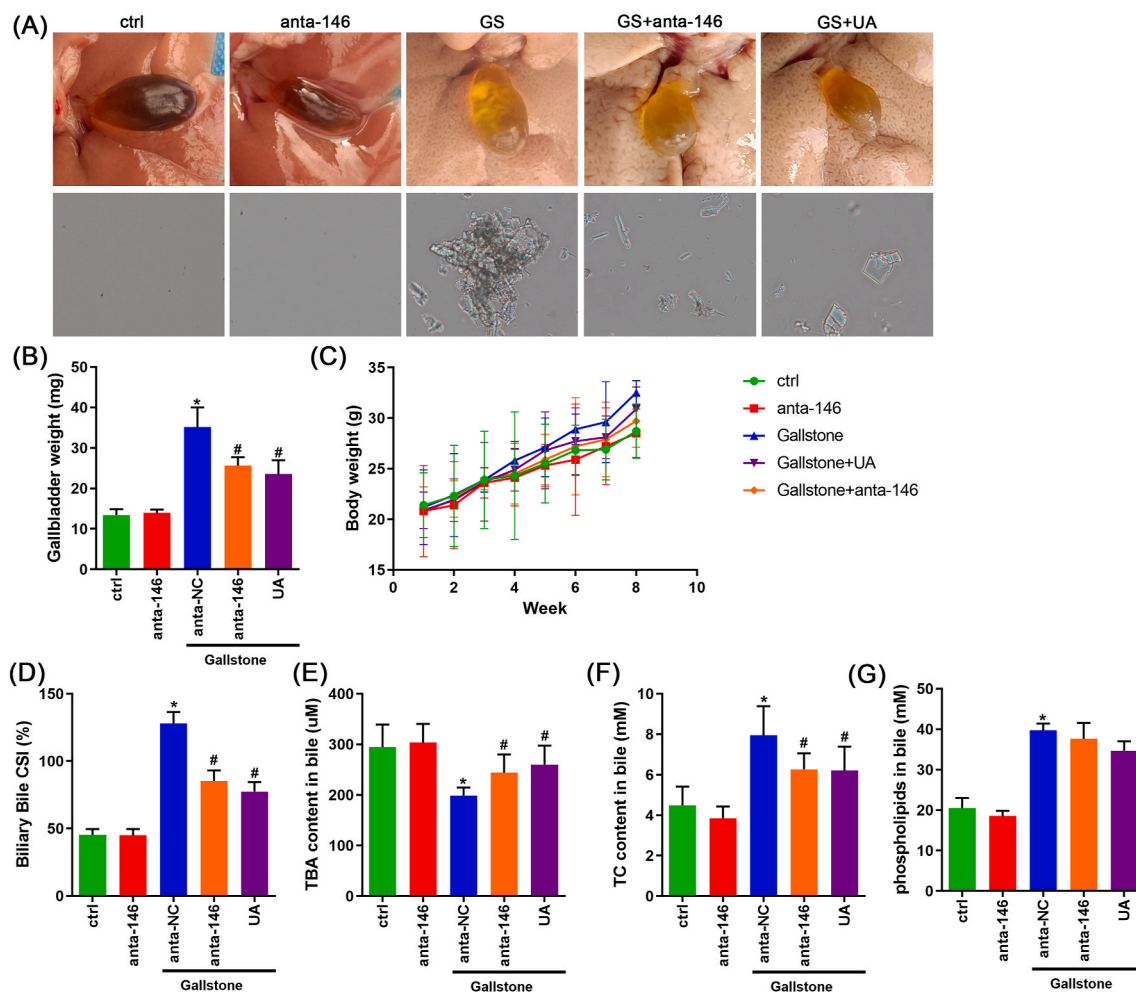 (A)
ctrl
anta-146
GS
GS+anta-146
GS+UA
(B)
Gallbladder weight (mg)
50
40
30
20
10
0
*
#
#
ctrl
anta-146
anta-NC
anta-146
UA
Gallstone
(C)
Body weight (g)
35
30
25
20
15
0
2
4
6
8
10
Week
ctrl
anta-146
Gallstone
Gallstone+UA
Gallstone+anta-146
(D)
Biliary Bile CSI (%)
150
100
50
0
*
#
#
ctrl
anta-146
anta-NC
anta-146
UA
Gallstone
(E)
TBA content in bile (uM)
400
300
200
100
0
*
#
#
ctrl
anta-146
anta-NC
anta-146
UA
Gallstone
(F)
TC content in bile (mM)
10
8
6
4
2
0
*
#
#
ctrl
anta-146
anta-NC
anta-146
UA
Gallstone
(G)
phospholipids in bile (mM)
50
40
30
20
10
0
*
ctrl
anta-146
anta-NC
anta-146
UA
Gallstone